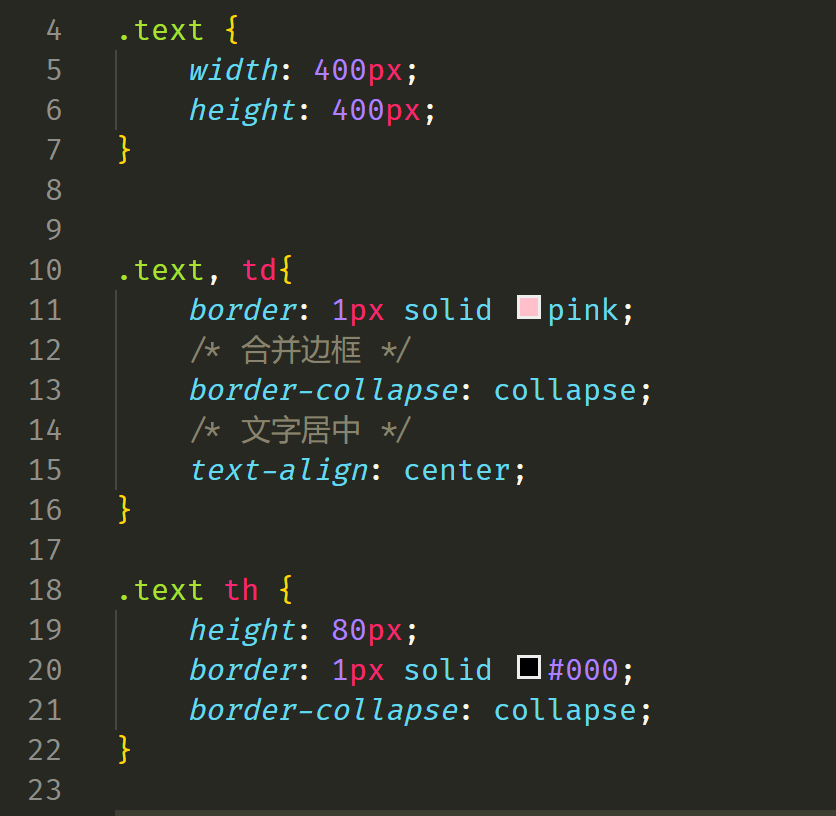 4 .text {
5 width: 400px;
6 height: 400px;
7 }
8
9
10 .text, td{
11 border: 1px solid pink;
12 /* 合并边框 */
13 border-collapse: collapse;
14 /* 文字居中 */
15 text-align: center;
16 }
17
18 .text th {
19 height: 80px;
20 border: 1px solid #000;
21 border-collapse: collapse;
22 }
23